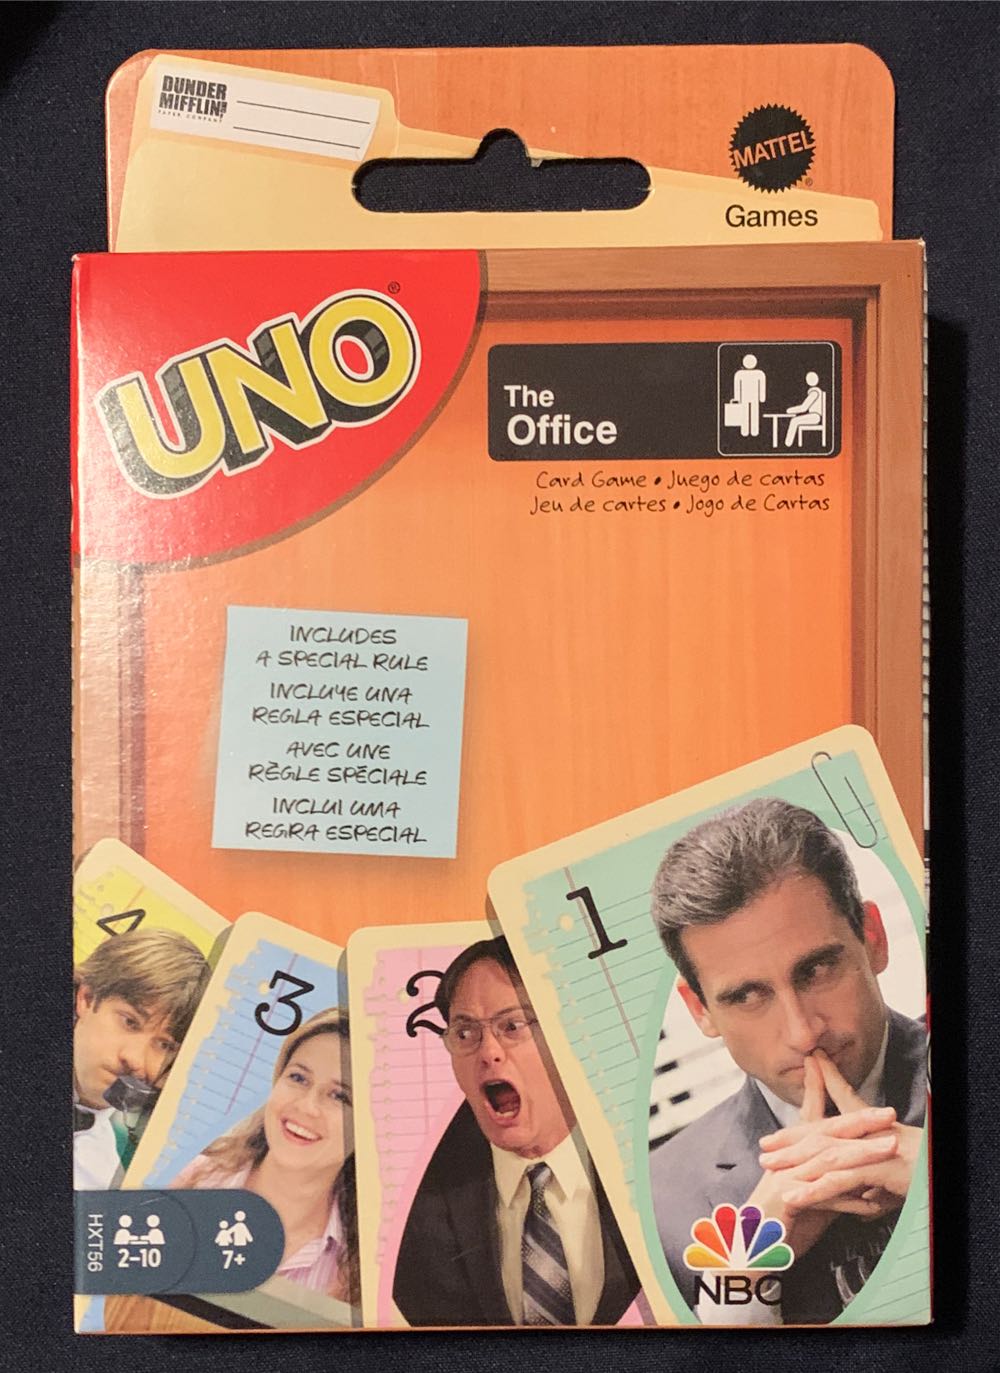 DUNDER
MIFFLIN
PAPER COMPANY
MATTEL
®
Games
UNO®
The
Office
Card Game • Juego de cartas
Jeu de cartes • Jogo de Cartas
INCLUDES
A SPECIAL RULE
INCLUYE UNA
REGLA ESPECIAL
AVEC UNE
RÈGLE SPÉCIALE
INCLUI UMA
REGRA ESPECIAL
4
3
2
1
HXT56
2-10
7+
NBC